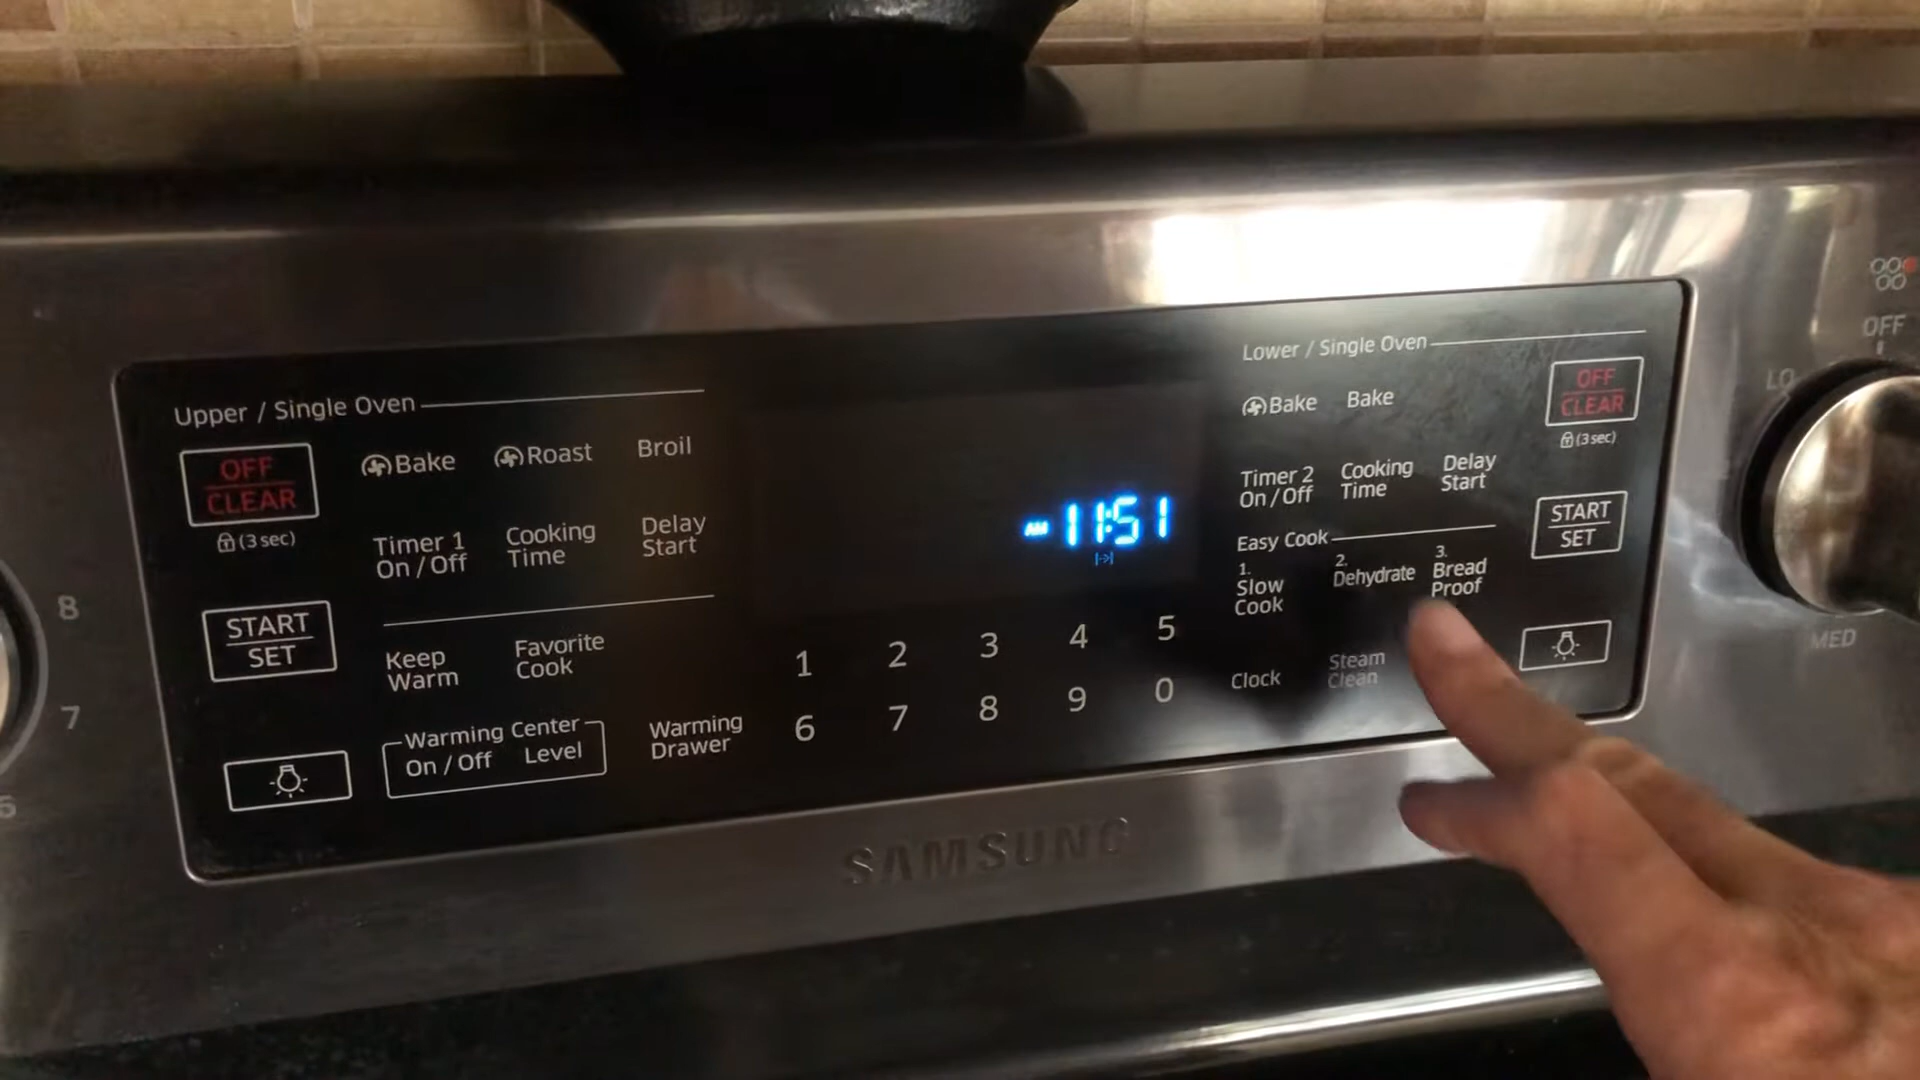 Upper / Single Oven
OFF
CLEAR
(3 sec)
Bake
Roast
Broil
Timer 1
On / Off
Cooking
Time
Delay
Start
START
SET
Keep
Warm
Favorite
Cook
Warming Center
On / Off
Level
Warming
Drawer
AM 11:51
1
2
3
4
5
6
7
8
9
0
Lower / Single Oven
Bake
Bake
OFF
CLEAR
(3 sec)
Timer 2
On / Off
Cooking
Time
Delay
Start
START
SET
Easy Cook
1.
Slow
Cook
2.
Dehydrate
3.
Bread
Proof
Clock
Steam
Clean
SAMSUNG
8
7
6
OFF
LO
MED